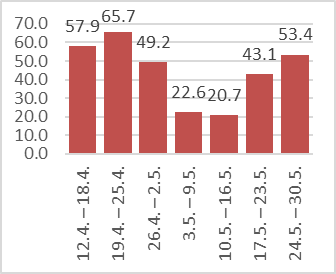 70.0
60.0
50.0
40.0
30.0
20.0
10.0
0.0
57.9
65.7
49.2
22.6
20.7
43.1
53.4
12.4. – 18.4.
19.4. – 25.4.
26.4. – 2.5.
3.5. – 9.5.
10.5. – 16.5.
17.5. – 23.5.
24.5. – 30.5.